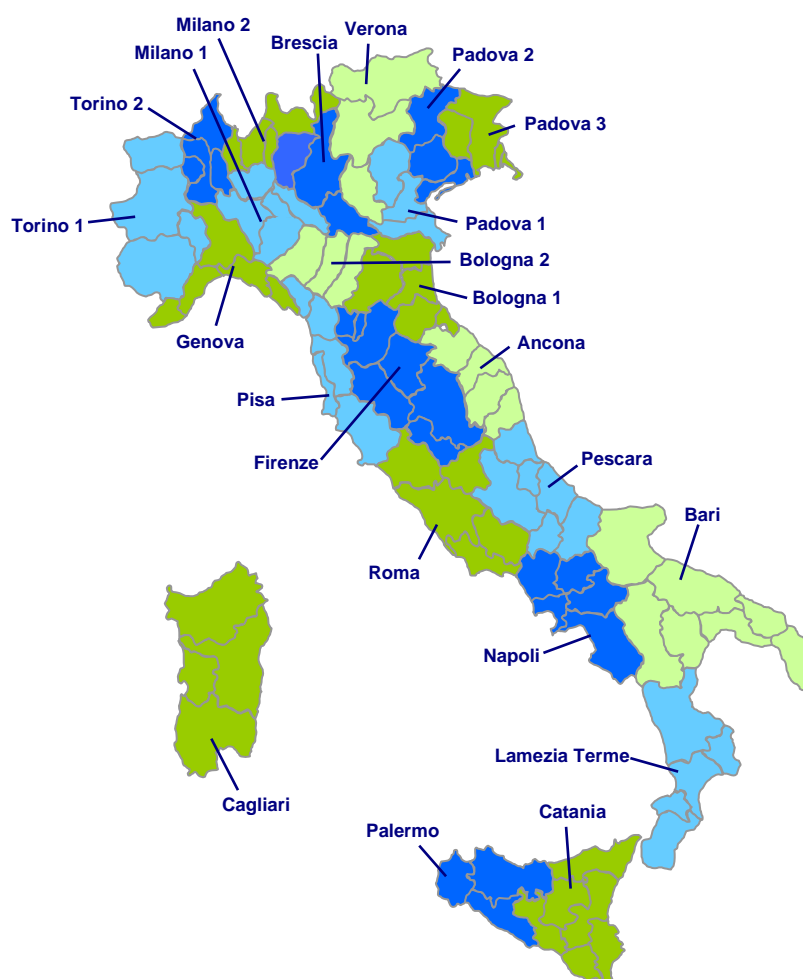 Milano 2
Verona
Brescia
Milano 1
Padova 2
Torino 2
Padova 3
Torino 1
Padova 1
Bologna 2
Bologna 1
Genova
Ancona
Pisa
Firenze
Pescara
Bari
Roma
Napoli
Lamezia Terme
Cagliari
Palermo
Catania